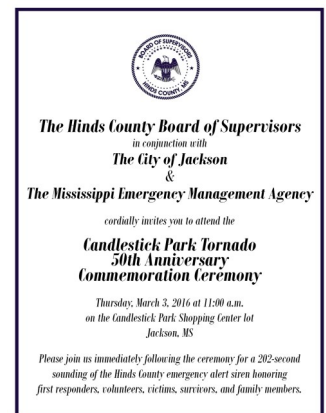 BOARD OF SUPERVISORS
HINDS COUNTY, MS
The Hinds County Board of Supervisors
in conjunction with
The City of Jackson
&
The Mississippi Emergency Management Agency
cordially invites you to attend the
Candlestick Park Tornado
50th Anniversary
Commemoration Ceremony
Thursday, March 3, 2016 at 11:00 a.m.
on the Candlestick Park Shopping Center lot
Jackson, MS
Please join us immediately following the ceremony for a 202-second
sounding of the Hinds County emergency alert siren honoring
first responders, volunteers, victims, survivors, and family members.